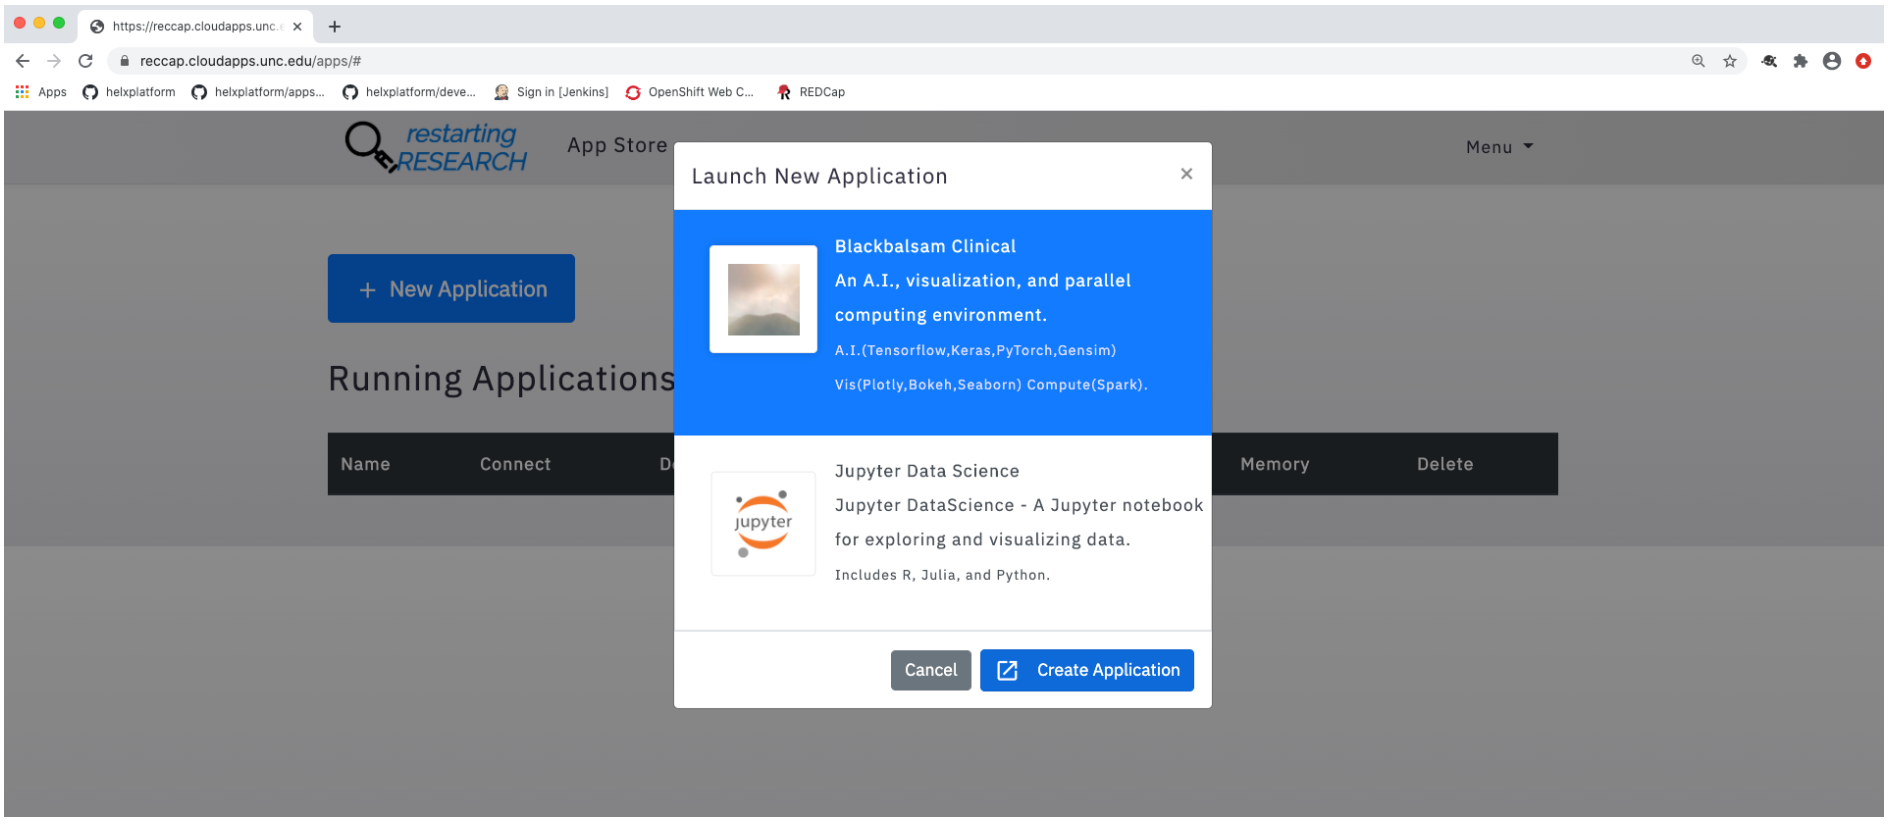 https://reccap.cloudapps.unc.e
reccap.cloudapps.unc.edu/apps/#
Apps helxplatform helxplatform/apps... helxplatform/deve... Sign in [Jenkins] OpenShift Web C... REDCap
restarting
RESEARCH
App Store
Menu
Launch New Application
×
Blackbalsam Clinical
An A.I., visualization, and parallel
computing environment.
A.I.(Tensorflow,Keras,PyTorch,Gensim)
Vis(Plotly,Bokeh,Seaborn) Compute(Spark).
+ New Application
Running Applications
Name Connect Memory Delete
jupyter
Jupyter Data Science
Jupyter DataScience - A Jupyter notebook
for exploring and visualizing data.
Includes R, Julia, and Python.
Cancel Create Application